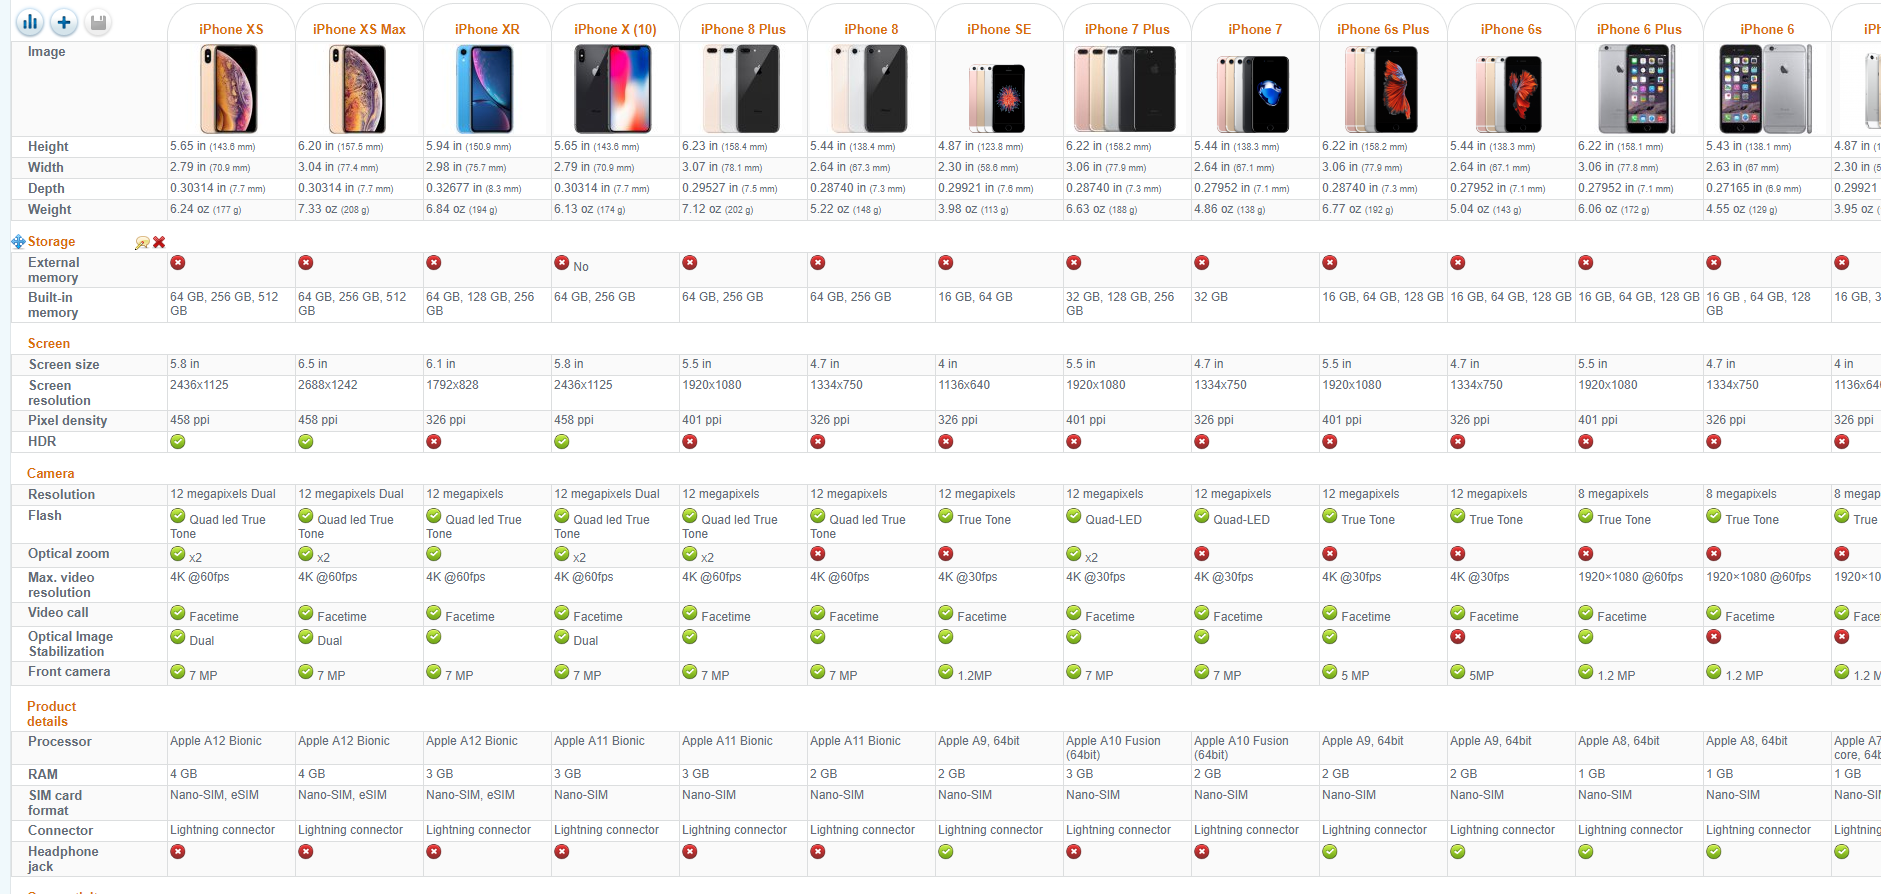 iPhone XS iPhone XS Max iPhone XR iPhone X (10) iPhone 8 Plus iPhone 8 iPhone SE iPhone 7 Plus iPhone 7 iPhone 6s Plus iPhone 6s iPhone 6 Plus iPhone 6 iPh
Image
Height 5.65 in (143.6 mm) 6.20 in (157.5 mm) 5.94 in (150.9 mm) 5.65 in (143.6 mm) 6.23 in (158.4 mm) 5.44 in (138.4 mm) 4.87 in (123.8 mm) 6.22 in (158.2 mm) 5.44 in (138.3 mm) 6.22 in (158.2 mm) 5.44 in (138.3 mm) 6.22 in (158.1 mm) 5.43 in (138.1 mm) 4.87 in (1
Width 2.79 in (70.9 mm) 3.04 in (77.4 mm) 2.98 in (75.7 mm) 2.79 in (70.9 mm) 3.07 in (78.1 mm) 2.64 in (67.3 mm) 2.30 in (58.6 mm) 3.06 in (77.9 mm) 2.64 in (67.1 mm) 3.06 in (77.9 mm) 2.64 in (67.1 mm) 3.06 in (77.8 mm) 2.63 in (67 mm) 2.30 in (5
Depth 0.30314 in (7.7 mm) 0.30314 in (7.7 mm) 0.32677 in (8.3 mm) 0.30314 in (7.7 mm) 0.29527 in (7.5 mm) 0.28740 in (7.3 mm) 0.29921 in (7.6 mm) 0.28740 in (7.3 mm) 0.27952 in (7.1 mm) 0.28740 in (7.3 mm) 0.27952 in (7.1 mm) 0.27952 in (7.1 mm) 0.27165 in (6.9 mm) 0.29921
Weight 6.24 oz (177 g) 7.33 oz (208 g) 6.84 oz (194 g) 6.13 oz (174 g) 7.12 oz (202 g) 5.22 oz (148 g) 3.98 oz (113 g) 6.63 oz (188 g) 4.86 oz (138 g) 6.77 oz (192 g) 5.04 oz (143 g) 6.06 oz (172 g) 4.55 oz (129 g) 3.95 oz (
Storage
External
memory No
Built-in 64 GB, 256 GB, 512 64 GB, 256 GB, 512 64 GB, 128 GB, 256 64 GB, 256 GB 64 GB, 256 GB 64 GB, 256 GB 16 GB, 64 GB 32 GB, 128 GB, 256 32 GB 16 GB, 64 GB, 128 GB 16 GB, 64 GB, 128 GB 16 GB, 64 GB, 128 GB 16 GB , 64 GB, 128 16 GB, 3
memory GB GB GB GB GB
Screen
Screen size 5.8 in 6.5 in 6.1 in 5.8 in 5.5 in 4.7 in 4 in 5.5 in 4.7 in 5.5 in 4.7 in 5.5 in 4.7 in 4 in
Screen 2436x1125 2688x1242 1792x828 2436x1125 1920x1080 1334x750 1136x640 1920x1080 1334x750 1920x1080 1334x750 1920x1080 1334x750 1136x64
resolution
Pixel density 458 ppi 458 ppi 326 ppi 458 ppi 401 ppi 326 ppi 326 ppi 401 ppi 326 ppi 401 ppi 326 ppi 401 ppi 326 ppi 326 ppi
HDR
Camera
Resolution 12 megapixels Dual 12 megapixels Dual 12 megapixels 12 megapixels Dual 12 megapixels 12 megapixels 12 megapixels 12 megapixels 12 megapixels 12 megapixels 12 megapixels 8 megapixels 8 megapixels 8 megap
Flash Quad led True Quad led True Quad led True Quad led True Quad led True Quad led True True Tone Quad-LED Quad-LED True Tone True Tone True Tone True Tone True
Tone Tone Tone Tone Tone Tone
Optical zoom x2 x2 x2 x2 x2
Max. video 4K @60fps 4K @60fps 4K @60fps 4K @60fps 4K @60fps 4K @60fps 4K @30fps 4K @30fps 4K @30fps 4K @30fps 4K @30fps 1920×1080 @60fps 1920×1080 @60fps 1920×10
resolution
Video call Facetime Facetime Facetime Facetime Facetime Facetime Facetime Facetime Facetime Facetime Facetime Facetime Facetime Facet
Optical Image Dual Dual Dual
Stabilization
Front camera 7 MP 7 MP 7 MP 7 MP 7 MP 7 MP 1.2MP 7 MP 7 MP 5 MP 5MP 1.2 MP 1.2 MP 1.2 M
Product
details
Processor Apple A12 Bionic Apple A12 Bionic Apple A12 Bionic Apple A11 Bionic Apple A11 Bionic Apple A11 Bionic Apple A9, 64bit Apple A10 Fusion Apple A10 Fusion Apple A9, 64bit Apple A9, 64bit Apple A8, 64bit Apple A8, 64bit Apple A7
(64bit) (64bit) core, 64b
RAM 4 GB 4 GB 3 GB 3 GB 3 GB 2 GB 2 GB 3 GB 2 GB 2 GB 2 GB 1 GB 1 GB 1 GB
SIM card Nano-SIM, eSIM Nano-SIM, eSIM Nano-SIM, eSIM Nano-SIM Nano-SIM Nano-SIM Nano-SIM Nano-SIM Nano-SIM Nano-SIM Nano-SIM Nano-SIM Nano-SIM Nano-SI
format
Connector Lightning connector Lightning connector Lightning connector Lightning connector Lightning connector Lightning connector Lightning connector Lightning connector Lightning connector Lightning connector Lightning connector Lightning connector Lightning connector Lightning
Headphone
jack